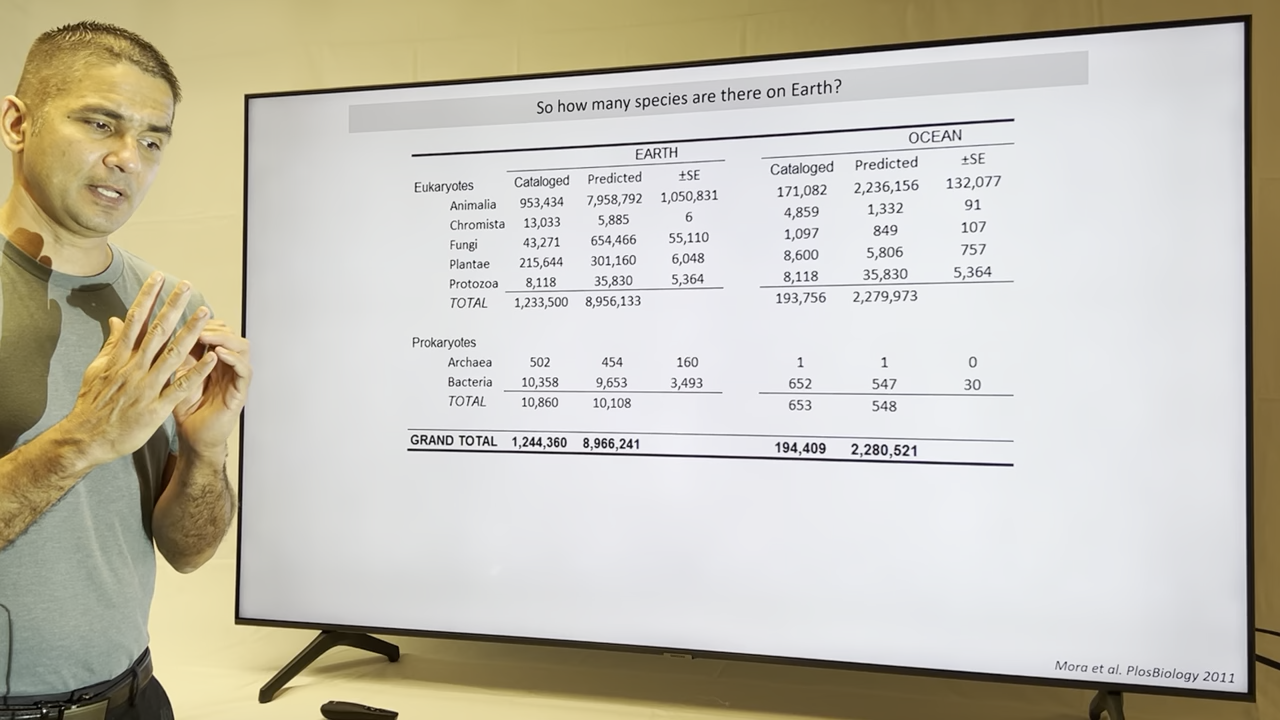 So how many species are there on Earth?
EARTH OCEAN
Eukaryotes Cataloged Predicted ±SE Cataloged Predicted ±SE
Animalia 953,434 7,958,792 1,050,831 171,082 2,236,156 132,077
Chromista 13,033 5,885 6 4,859 1,332 91
Fungi 43,271 654,466 55,110 1,097 849 107
Plantae 215,644 301,160 6,048 8,600 5,806 757
Protozoa 8,118 35,830 5,364 8,118 35,830 5,364
TOTAL 1,233,500 8,956,133 193,756 2,279,973
Prokaryotes
Archaea 502 454 160 1 1 0
Bacteria 10,358 9,653 3,493 652 547 30
TOTAL 10,860 10,108 653 548
GRAND TOTAL 1,244,360 8,966,241 194,409 2,280,521
Mora et al. PlosBiology 2011